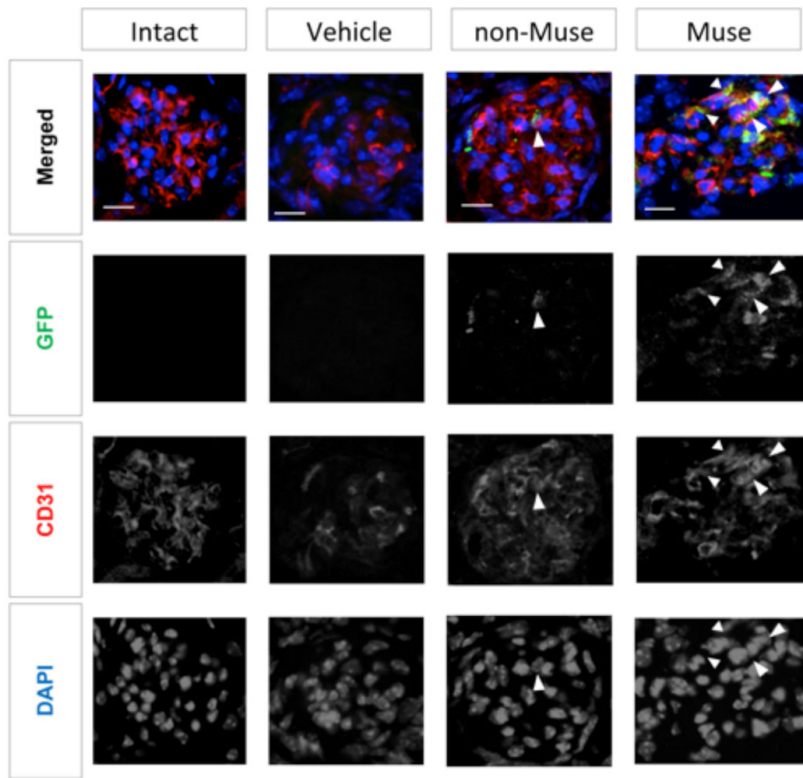 Intact
Vehicle
non-Muse
Muse
Merged
GFP
CD31
DAPI